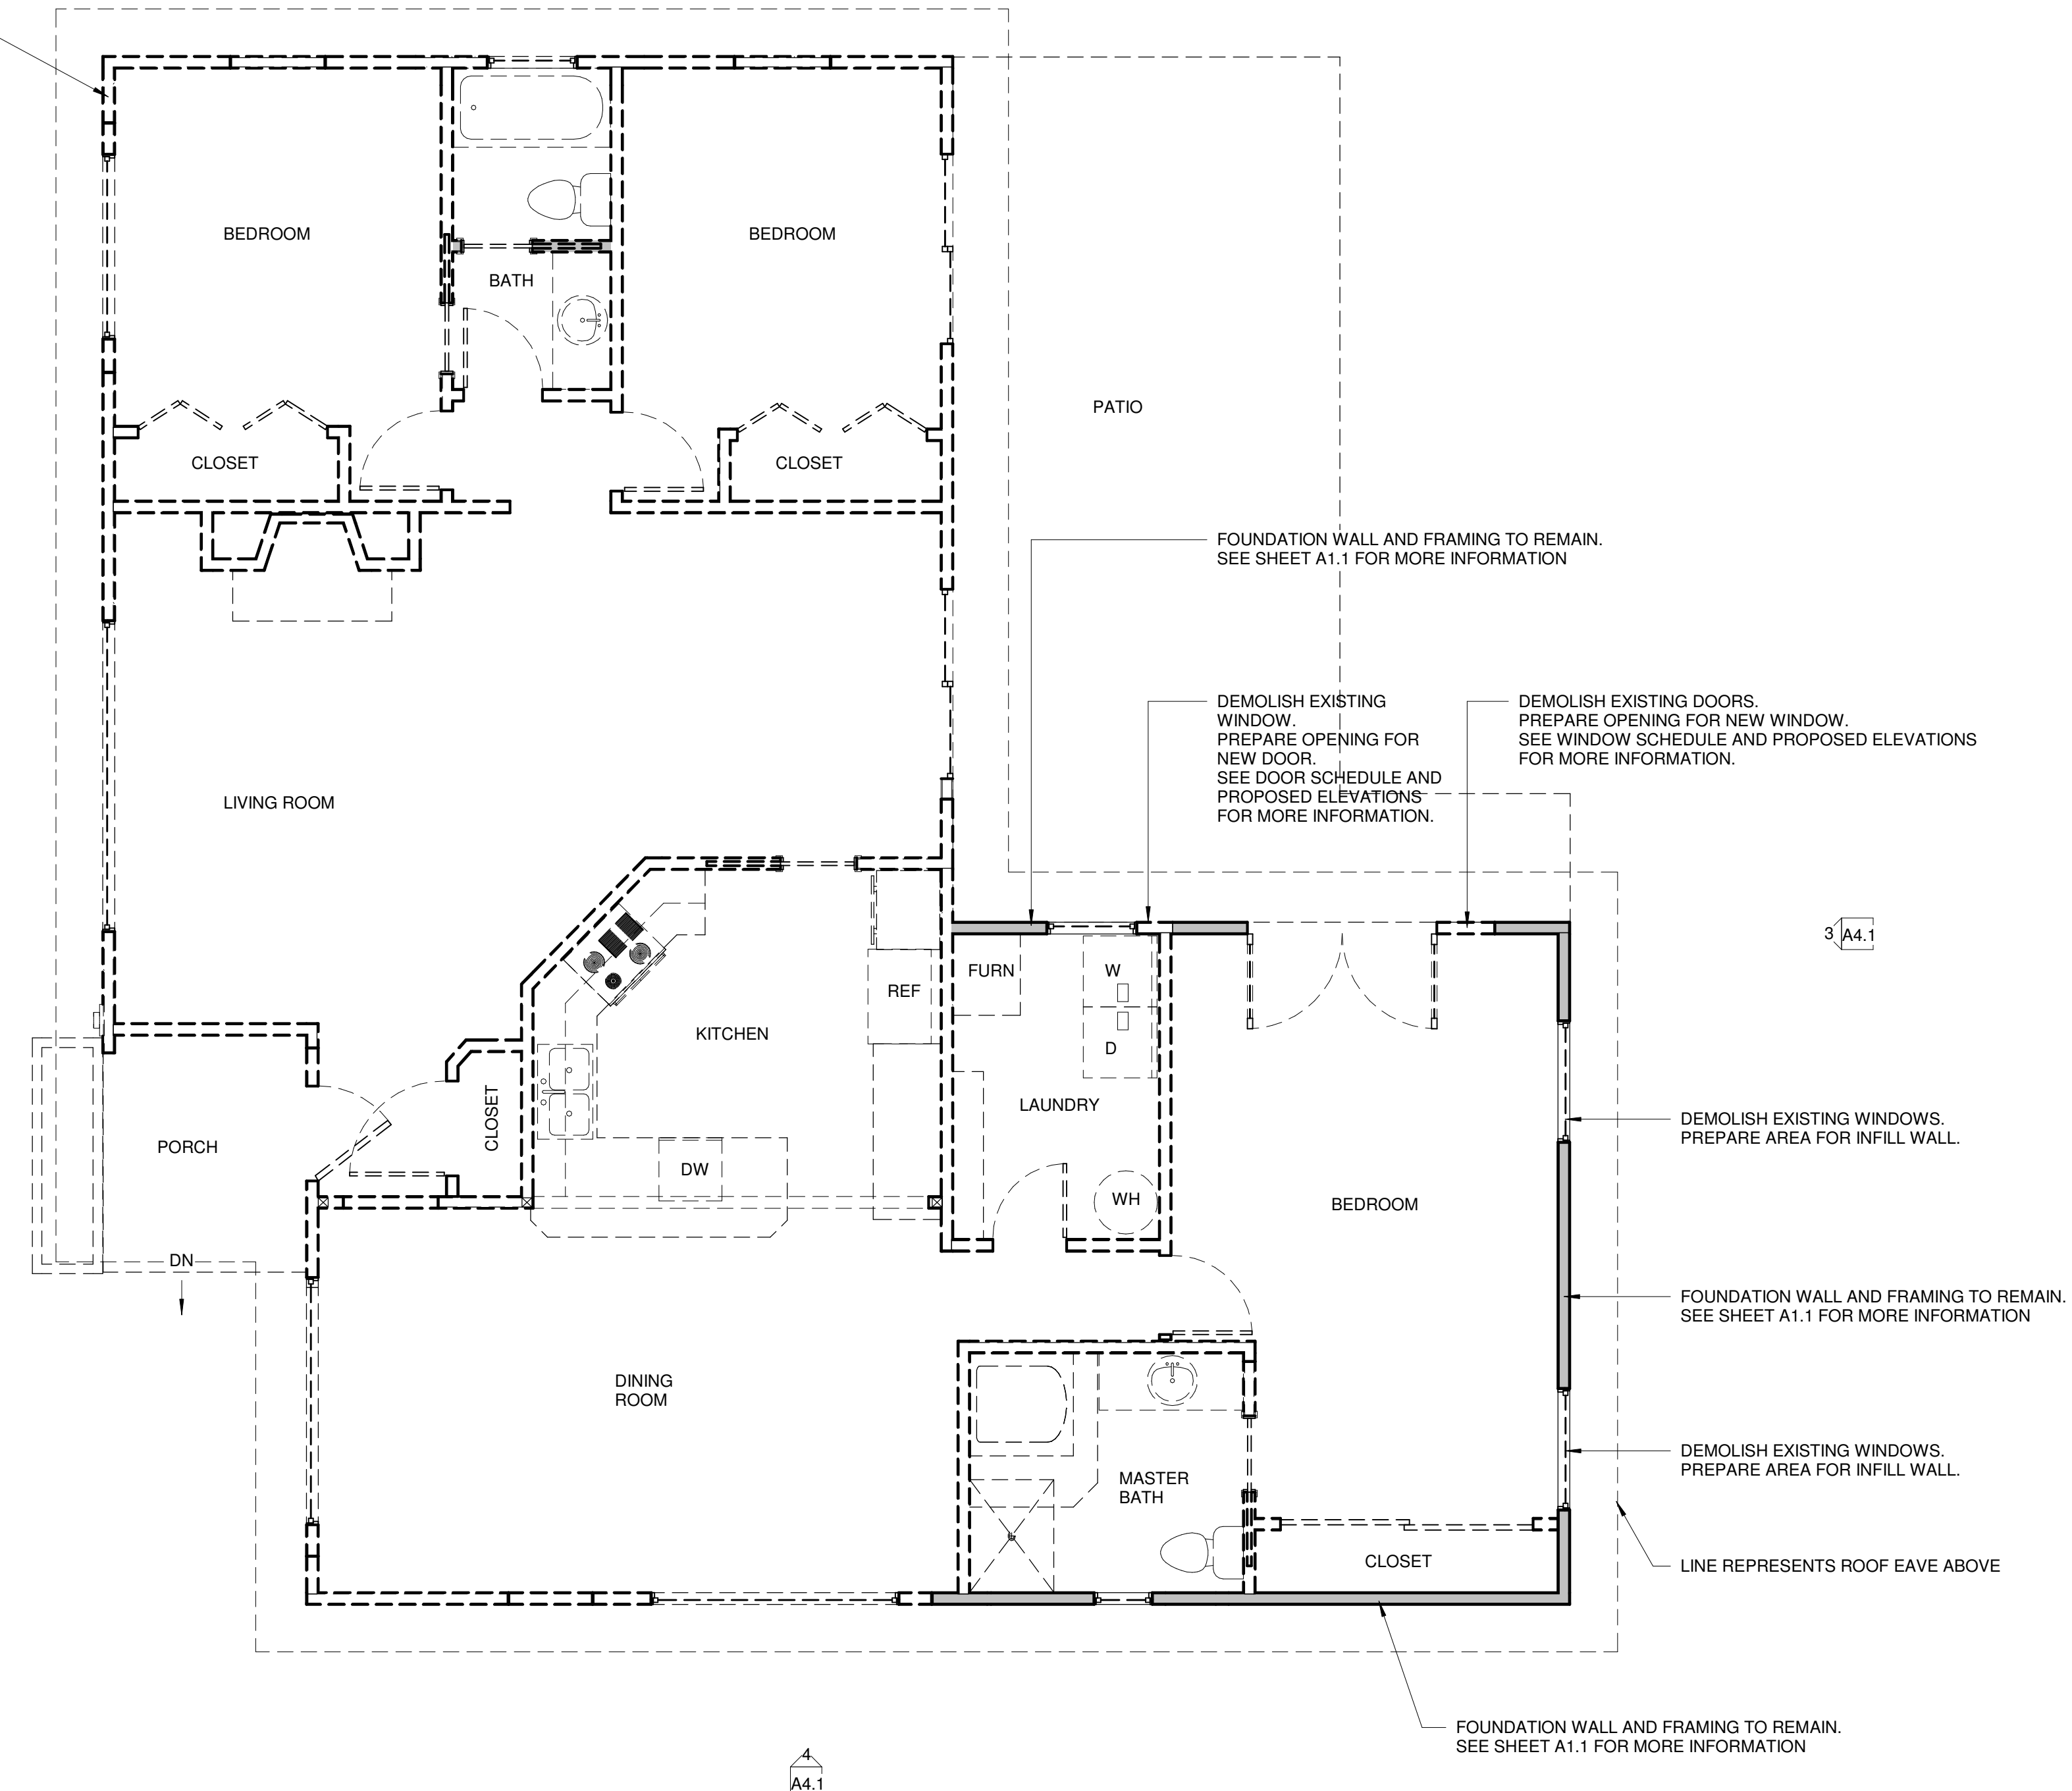 BEDROOM
BEDROOM
BATH
PATIO
CLOSET
CLOSET
FOUNDATION WALL AND FRAMING TO REMAIN.
SEE SHEET A1.1 FOR MORE INFORMATION
DEMOLISH EXISTING
WINDOW.
PREPARE OPENING FOR
NEW DOOR.
SEE DOOR SCHEDULE AND
PROPOSED ELEVATIONS
FOR MORE INFORMATION.
DEMOLISH EXISTING DOORS.
PREPARE OPENING FOR NEW WINDOW.
SEE WINDOW SCHEDULE AND PROPOSED ELEVATIONS
FOR MORE INFORMATION.
LIVING ROOM
3
A4.1
FURN
W
REF
KITCHEN
D
LAUNDRY
CLOSET
PORCH
DEMOLISH EXISTING WINDOWS.
PREPARE AREA FOR INFILL WALL.
DW
WH
BEDROOM
DN
FOUNDATION WALL AND FRAMING TO REMAIN.
SEE SHEET A1.1 FOR MORE INFORMATION
DINING
ROOM
DEMOLISH EXISTING WINDOWS.
PREPARE AREA FOR INFILL WALL.
MASTER
BATH
CLOSET
LINE REPRESENTS ROOF EAVE ABOVE
FOUNDATION WALL AND FRAMING TO REMAIN.
SEE SHEET A1.1 FOR MORE INFORMATION
4
A4.1